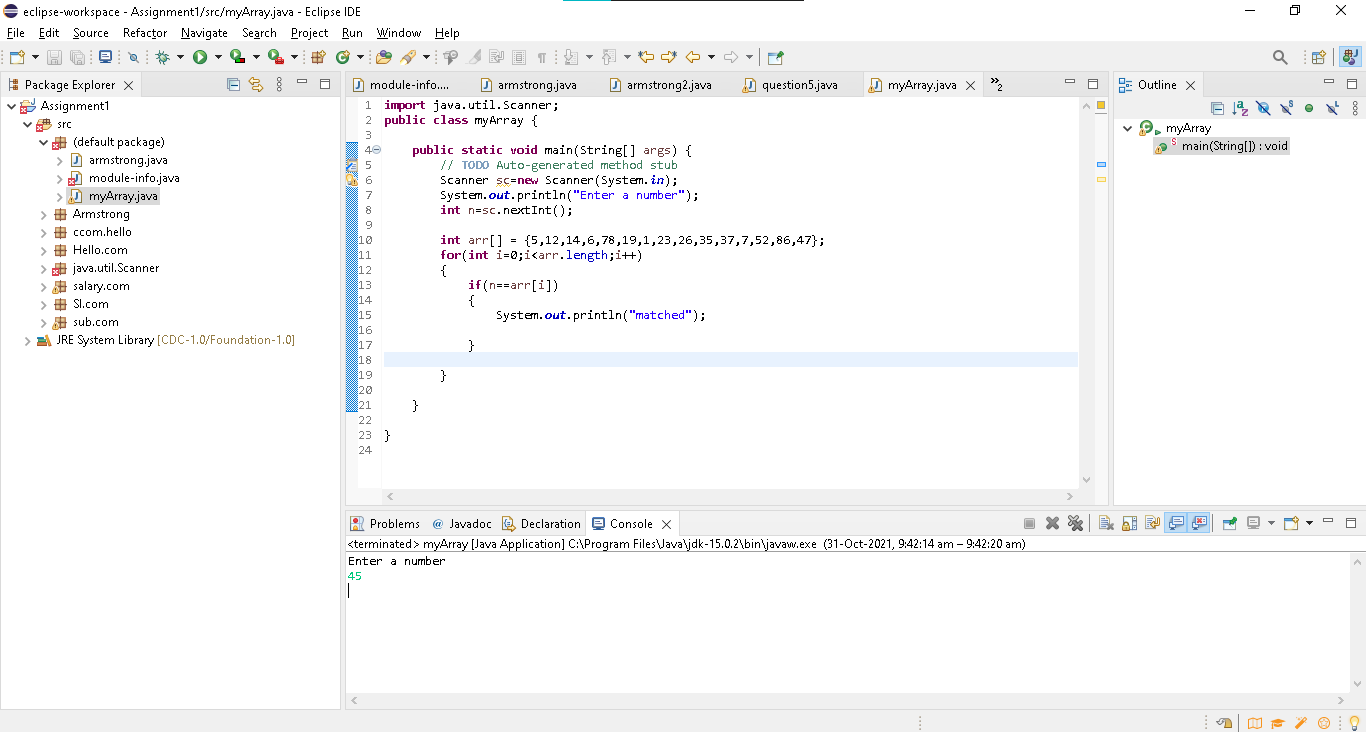 eclipse-workspace - Assignment1/src/myArray.java - Eclipse IDE
File Edit Source Refactor Navigate Search Project Run Window Help
Package Explorer
Assignment1
src
(default package)
armstrong.java
module-info.java
myArray.java
Armstrong
ccom.hello
Hello.com
java.util.Scanner
salary.com
SI.com
sub.com
JRE System Library [CDC-1.0/Foundation-1.0]
module-info.... armstrong.java armstrong2.java question5.java myArray.java »2
1 import java.util.Scanner;
2 public class myArray {
3
4 public static void main(String[] args) {
5 // TODO Auto-generated method stub
6 Scanner sc=new Scanner(System.in);
7 System.out.println("Enter a number");
8 int n=sc.nextInt();
9
10 int arr[] = {5,12,14,6,78,19,1,23,26,35,37,7,52,86,47};
11 for(int i=0;i<arr.length;i++)
12 {
13 if(n==arr[i])
14 {
15 System.out.println("matched");
16
17 }
18
19 }
20
21 }
22
23 }
24
Outline
myArray
main(String[]) : void
Problems @ Javadoc Declaration Console
<terminated> myArray [Java Application] C:\Program Files\Java\jdk-15.0.2\bin\javaw.exe (31-Oct-2021, 9:42:14 am – 9:42:20 am)
Enter a number
45